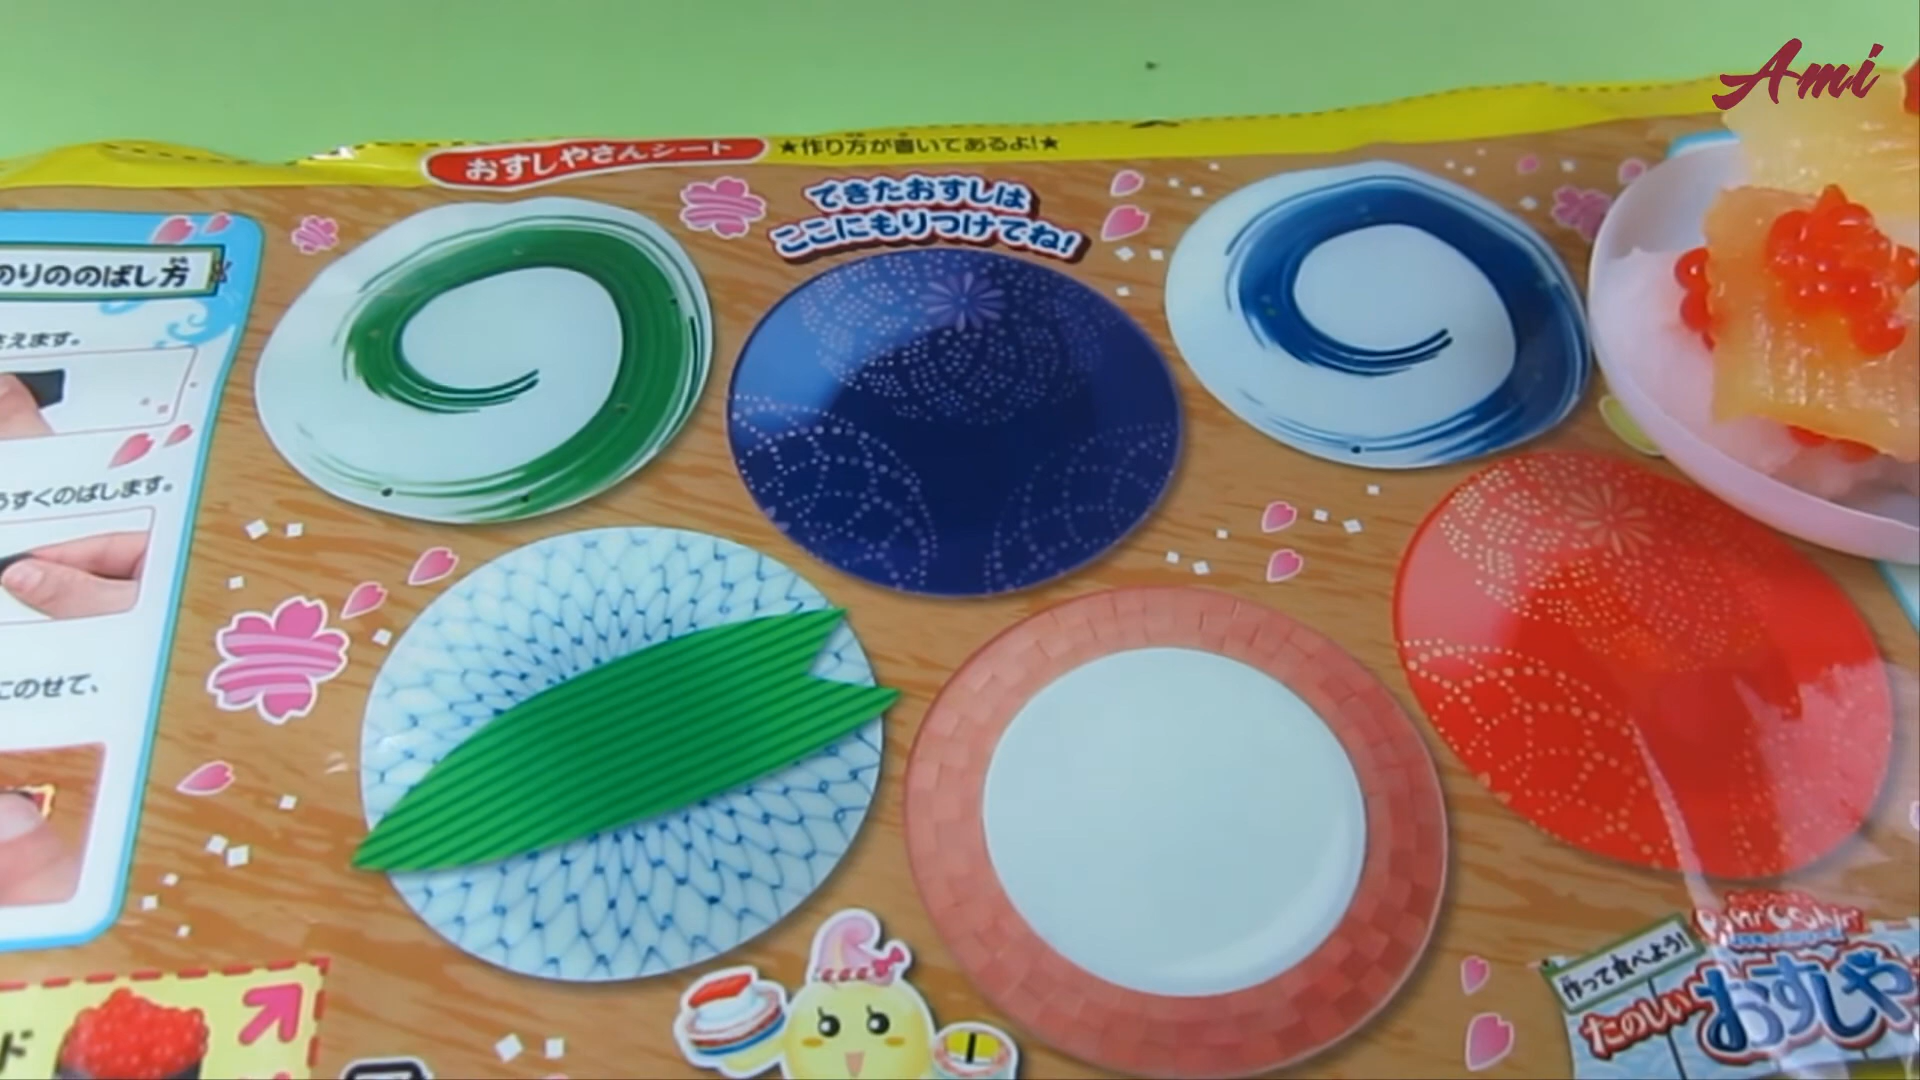 Ami
おすしやさんシート
★作り方が書いてあるよ!★
できたおすしは
ここにもりつけてね!
のりののばし方
さえます。
うすくのばします。
このせて、
ド
作って食べよう!
たのしい
おすしや